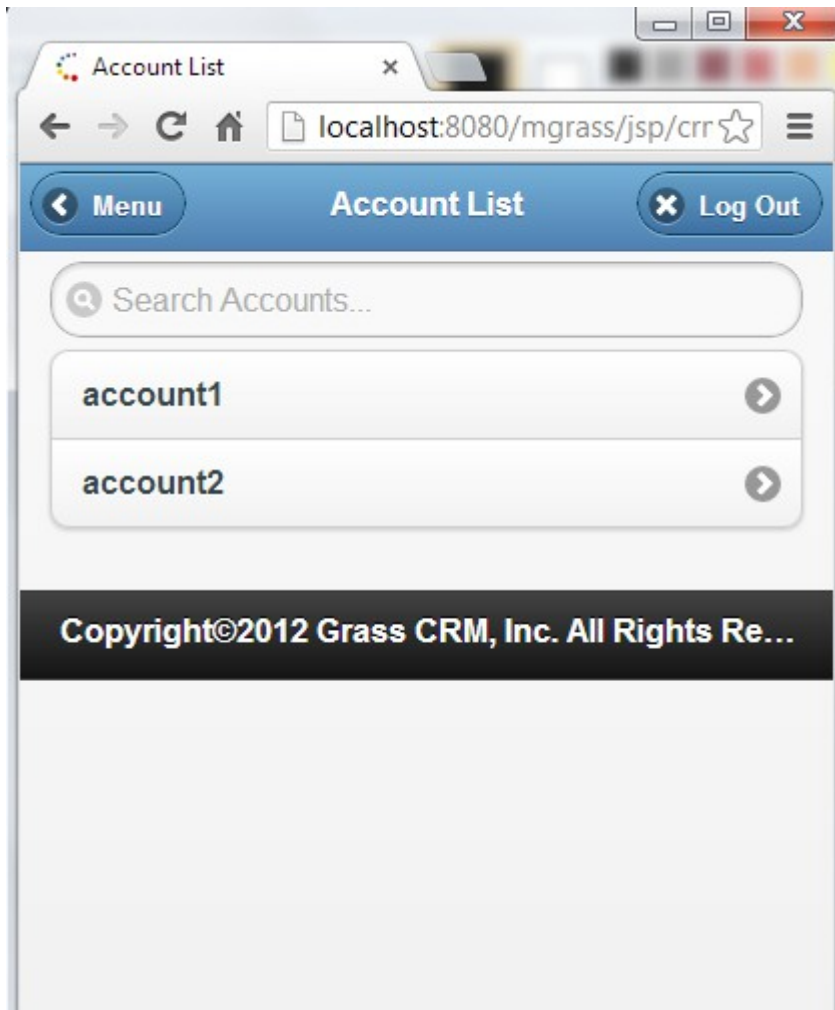 Account List
localhost:8080/mgrass/jsp/crm
Menu
Account List
Log Out
Search Accounts...
account1
account2
Copyright©2012 Grass CRM, Inc. All Rights Re...